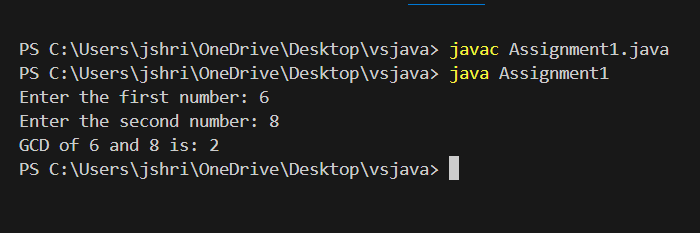 PS C:\Users\jshri\OneDrive\Desktop\vsjava> javac Assignment1.java
PS C:\Users\jshri\OneDrive\Desktop\vsjava> java Assignment1
Enter the first number: 6
Enter the second number: 8
GCD of 6 and 8 is: 2
PS C:\Users\jshri\OneDrive\Desktop\vsjava>